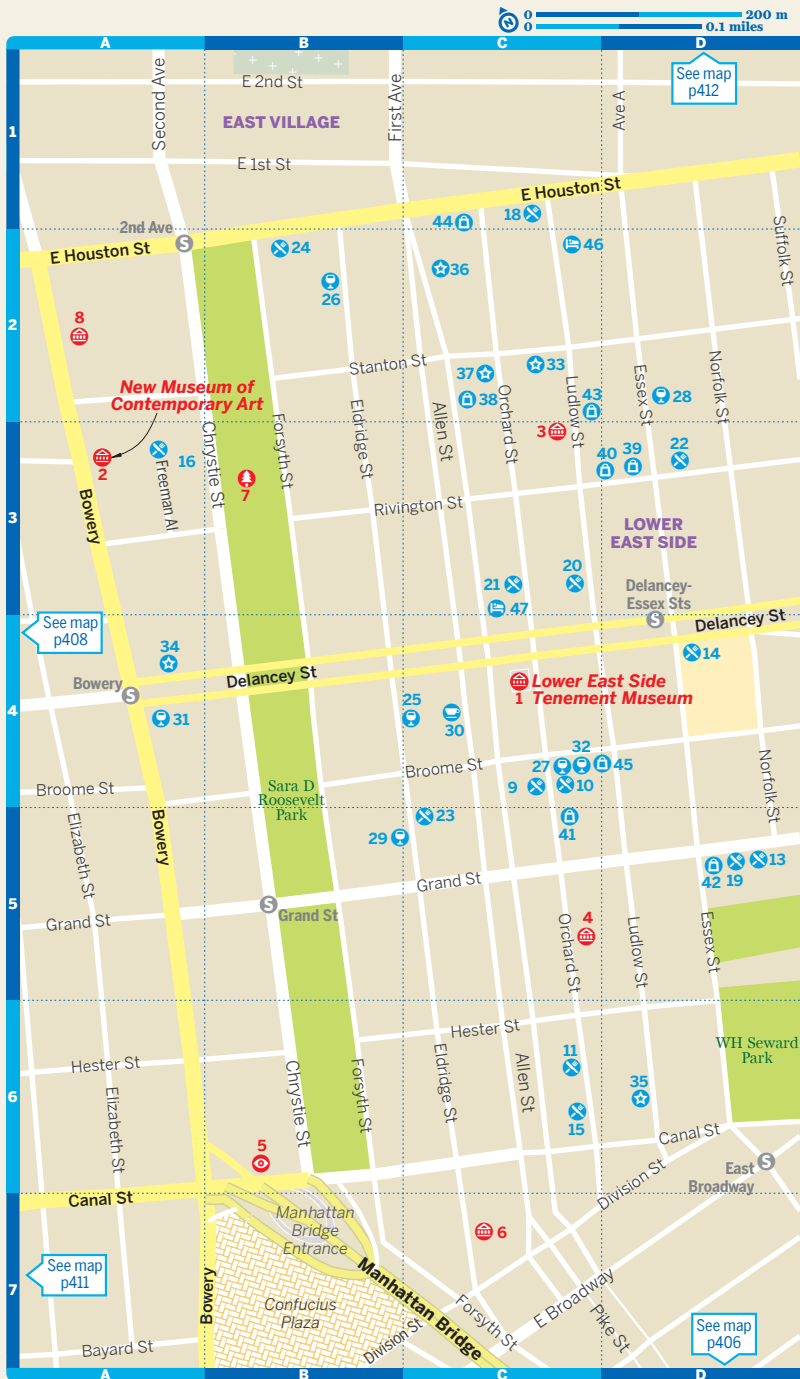 N
0 200 m
0 0.1 miles
A B C D
See map
p412
Second Ave
E 2nd St
First Ave
Ave A
EAST VILLAGE
1
E 1st St
E Houston St
44
18
2nd Ave
S
E Houston St
24
46
Suffolk St
36
26
8
2
Stanton St
37
33
Ludlow St
Essex St
Norfolk St
New Museum of
Contemporary Art
38
43
28
Orchard St
Allen St
Eldridge St
Forsyth St
Chrystie St
3
16
2
40
39
22
7
Freeman Al
Bowery
Rivington St
3
LOWER
EAST SIDE
20
21
Delancey-
Essex Sts
47
S
See map
p408
Delancey St
34
14
Bowery
S
Delancey St
Lower East Side
1 Tenement Museum
31
25
30
4
32
27
45
Broome St
9
10
Broome St
Sara D
Roosevelt
Park
Norfolk St
Elizabeth St
Bowery
23
29
41
13
42
19
Grand St
5
S
Grand St
Grand St
4
Orchard St
Ludlow St
Essex St
Hester St
WH Seward
Park
Hester St
Elizabeth St
Chrystie St
Forsyth St
Eldridge St
Allen St
11
35
6
15
Canal St
5
S
East
Broadway
Division St
Canal St
Manhattan
Bridge
Entrance
6
See map
p411
Manhattan Bridge
7
Bowery
Confucius
Plaza
Forsyth St
E Broadway
Pike St
See map
p406
Bayard St
Division St
A B C D